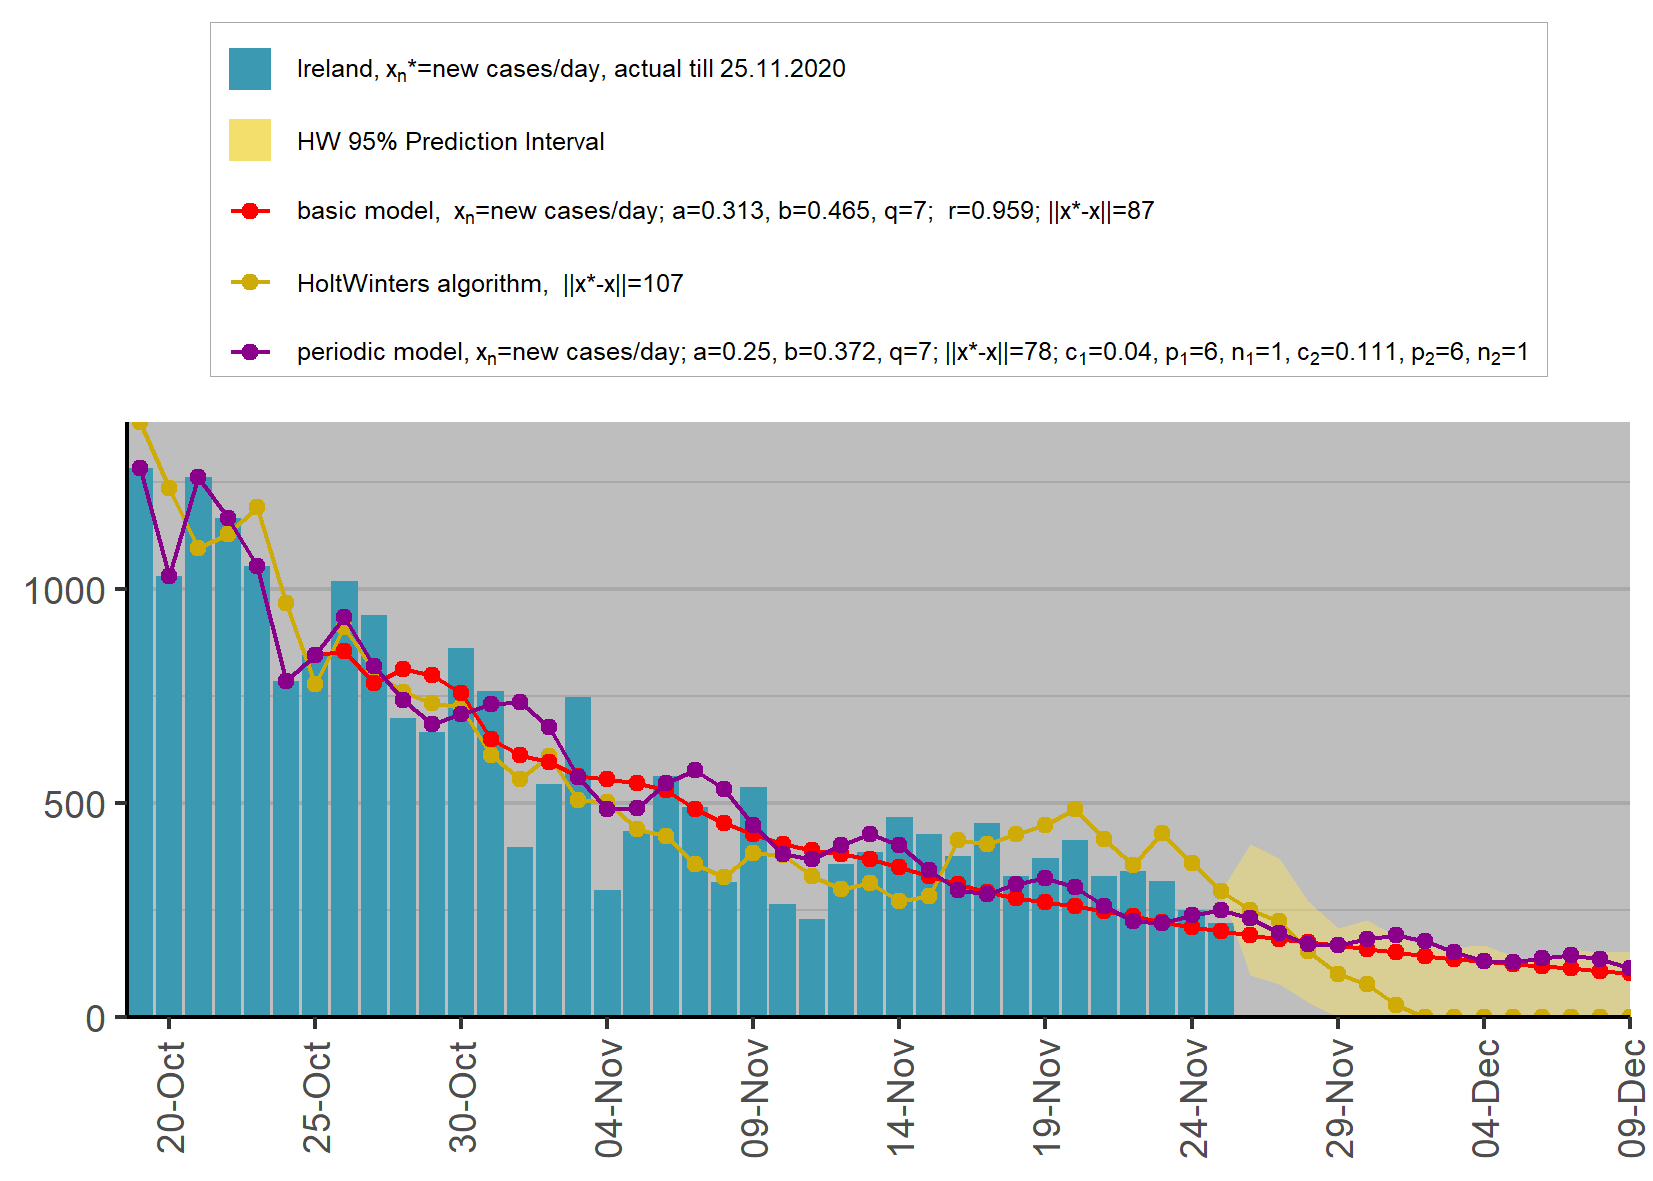 Ireland, xₙ*=new cases/day, actual till 25.11.2020
HW 95% Prediction Interval
basic model,  xₙ=new cases/day; a=0.313, b=0.465, q=7;  r=0.959; ||x*-x||=87
HoltWinters algorithm,  ||x*-x||=107
periodic model, xₙ=new cases/day; a=0.25, b=0.372, q=7; ||x*-x||=78; c₁=0.04, p₁=6, n₁=1, c₂=0.111, p₂=6, n₂=1
1000
500
0
20-Oct
25-Oct
30-Oct
04-Nov
09-Nov
14-Nov
19-Nov
24-Nov
29-Nov
04-Dec
09-Dec